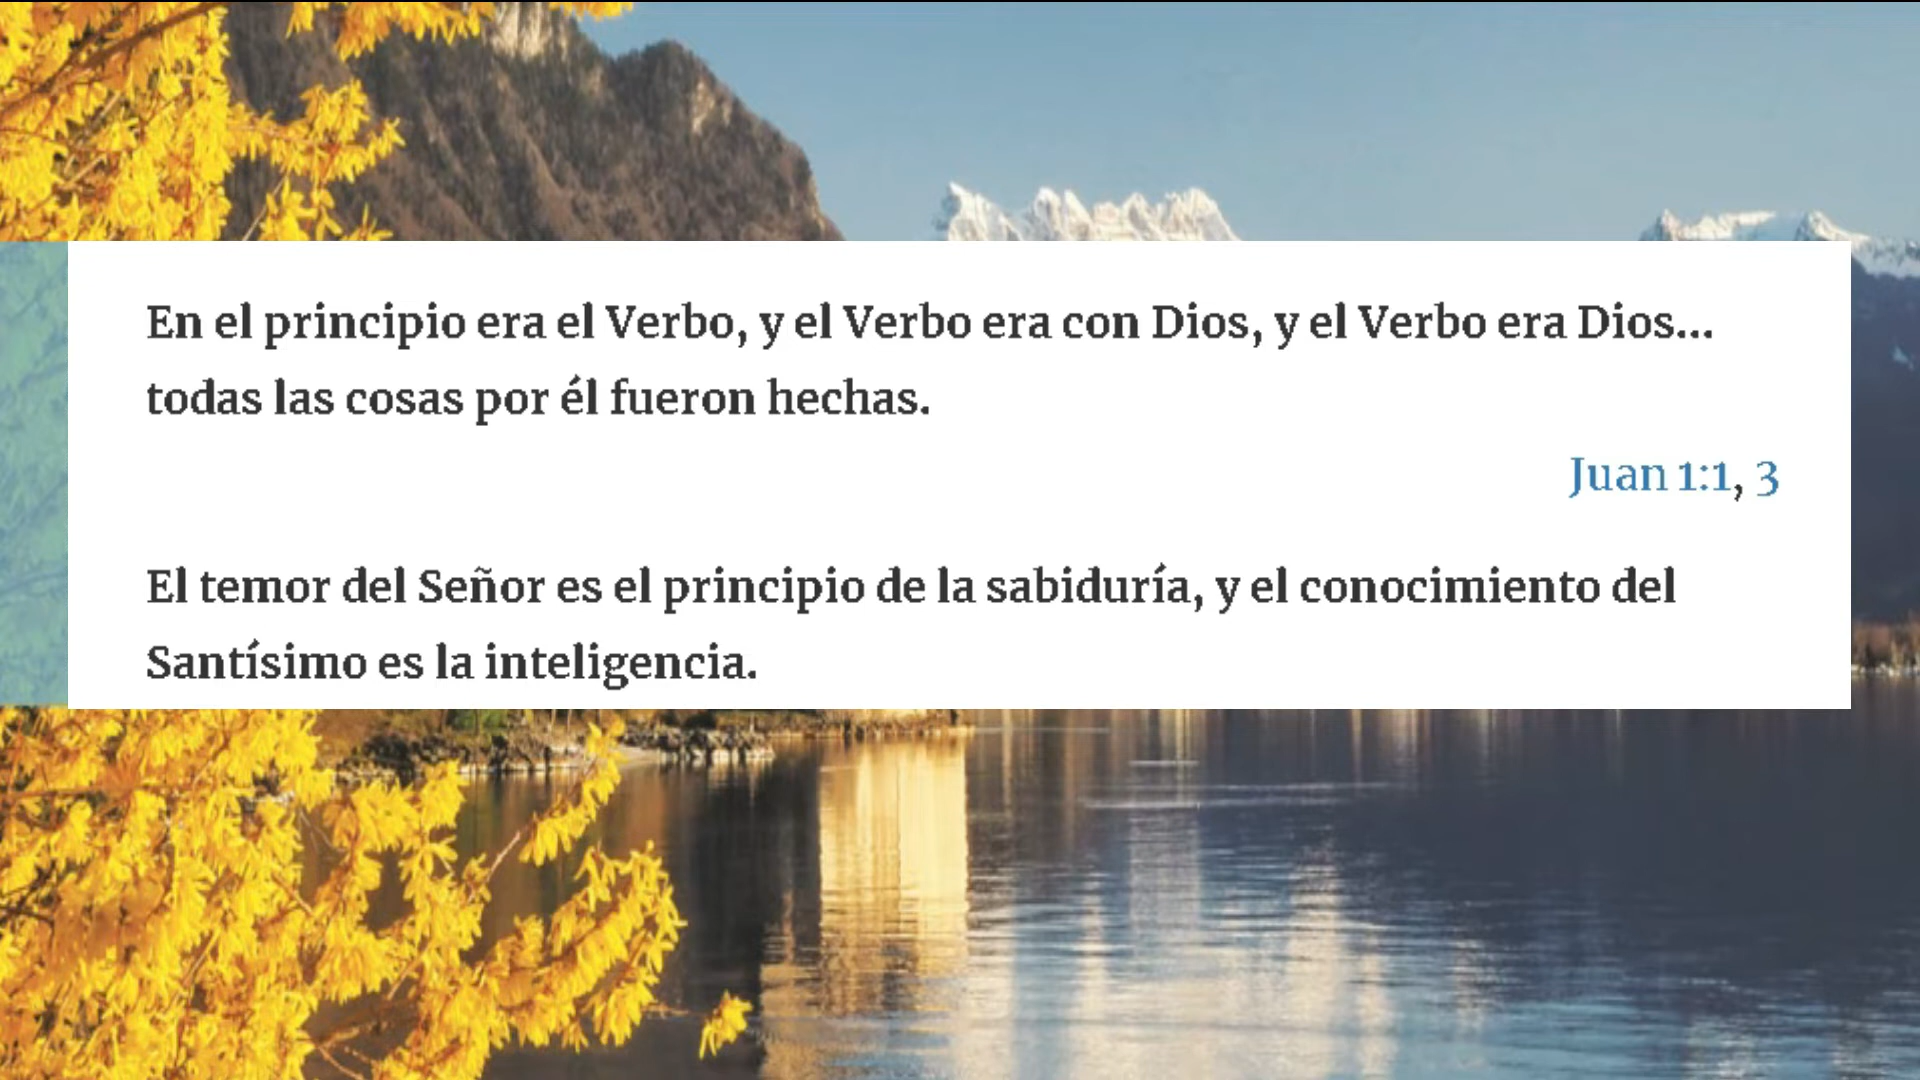 En el principio era el Verbo, y el Verbo era con Dios, y el Verbo era Dios...
todas las cosas por él fueron hechas.
Juan 1:1, 3
El temor del Señor es el principio de la sabiduría, y el conocimiento del
Santísimo es la inteligencia.